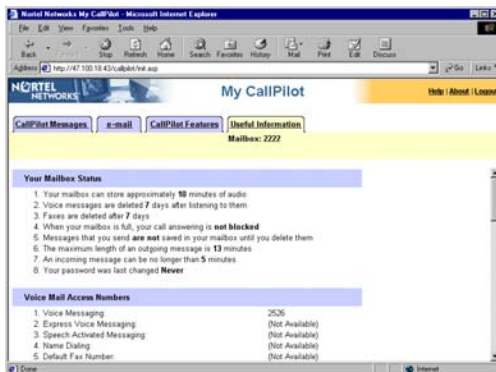 Nortel Networks My CallPilot - Microsoft Internet Explorer
File Edit View Favorites Tools Help
Back Stop Refresh Home Search Favorites History Mail Print Edit Discuss
Address http://47.100.18.43/callpilot/init.asp Go Links
NORTEL NETWORKS
My CallPilot
Help | About | Logout
CallPilot Messages e-mail CallPilot Features Useful Information
Mailbox: 2222
Your Mailbox Status
1. Your mailbox can store approximately 10 minutes of audio
2. Voice messages are deleted 7 days after listening to them
3. Faxes are deleted after 7 days
4. When your mailbox is full, your call answering is not blocked
5. Messages that you send are not saved in your mailbox until you delete them
6. The maximum length of an outgoing message is 13 minutes
7. An incoming message can be no longer than 5 minutes
8. Your password was last changed Never
Voice Mail Access Numbers
1. Voice Messaging: 2526
2. Express Voice Messaging: (Not Available)
3. Speech Activated Messaging: (Not Available)
4. Name Dialing: (Not Available)
5. Default Fax Number: (Not Available)
Done Internet